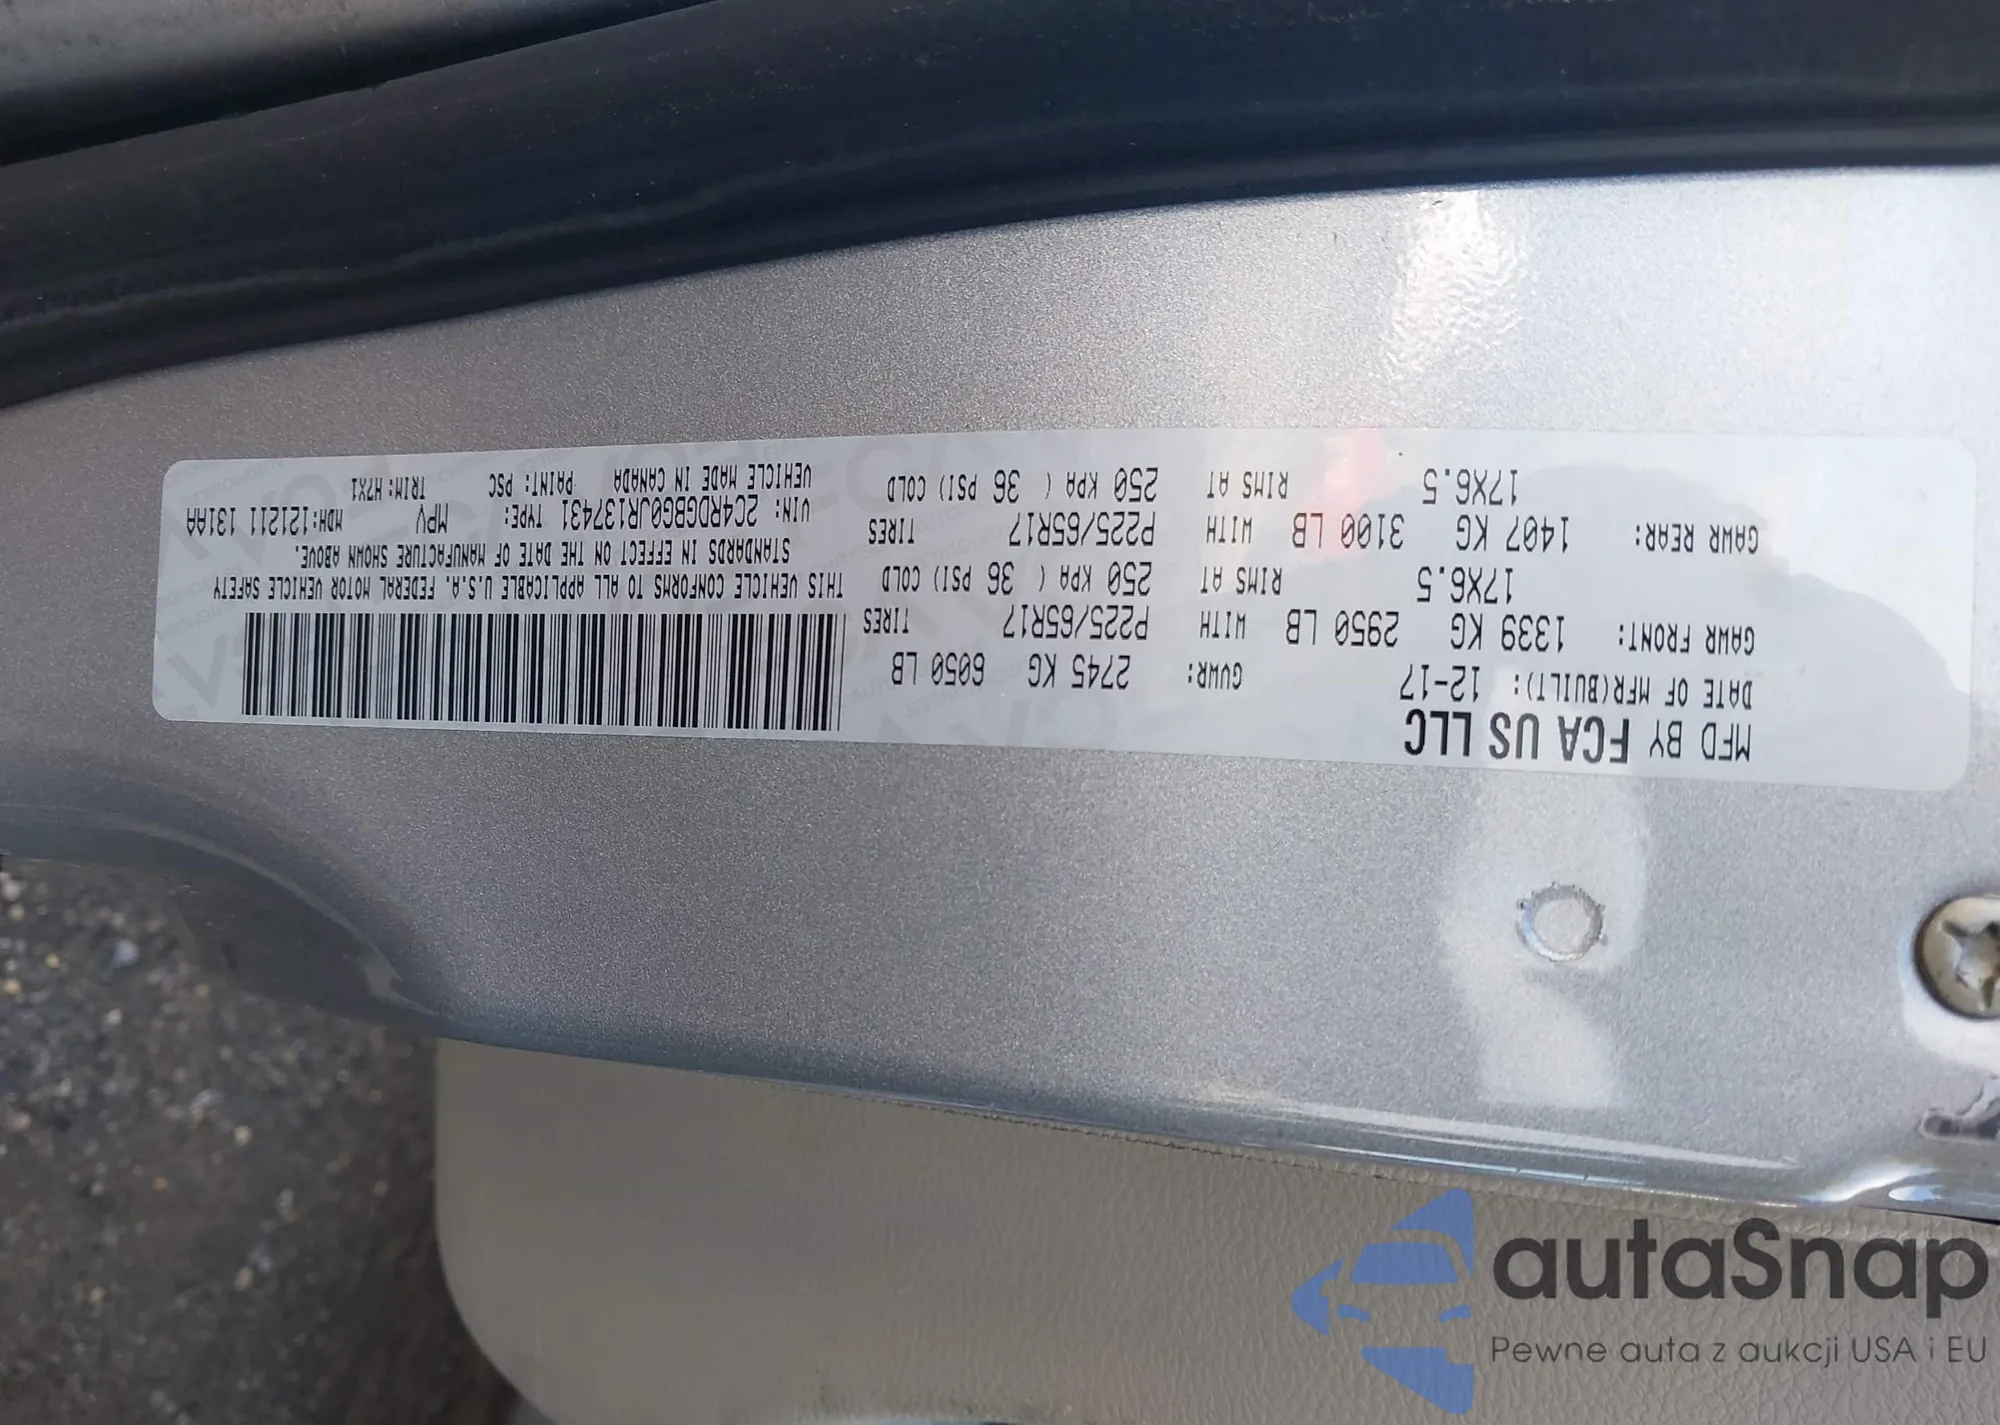 MFD BY FCA US LLC
DATE OF MFR(BUILT): 12-17 GVWR: 2745 KG 6050 LB
GAWR FRONT: 1339 KG 2950 LB WITH P225/65R17 TIRES
17X6.5 RIMS AT 250 KPA ( 36 PSI) COLD
GAWR REAR: 1407 KG 3100 LB WITH P225/65R17 TIRES
17X6.5 RIMS AT 250 KPA ( 36 PSI) COLD
THIS VEHICLE CONFORMS TO ALL APPLICABLE U.S.A. FEDERAL MOTOR VEHICLE SAFETY
STANDARDS IN EFFECT ON THE DATE OF MANUFACTURE SHOWN ABOVE.
VIN: 2C4RDGBG0JR137431 TYPE: MPV MDH:121211 131AA
VEHICLE MADE IN CANADA PAINT: PSC TRIM: H7X1
autaSnap
Pewne auta z aukcji USA i EU